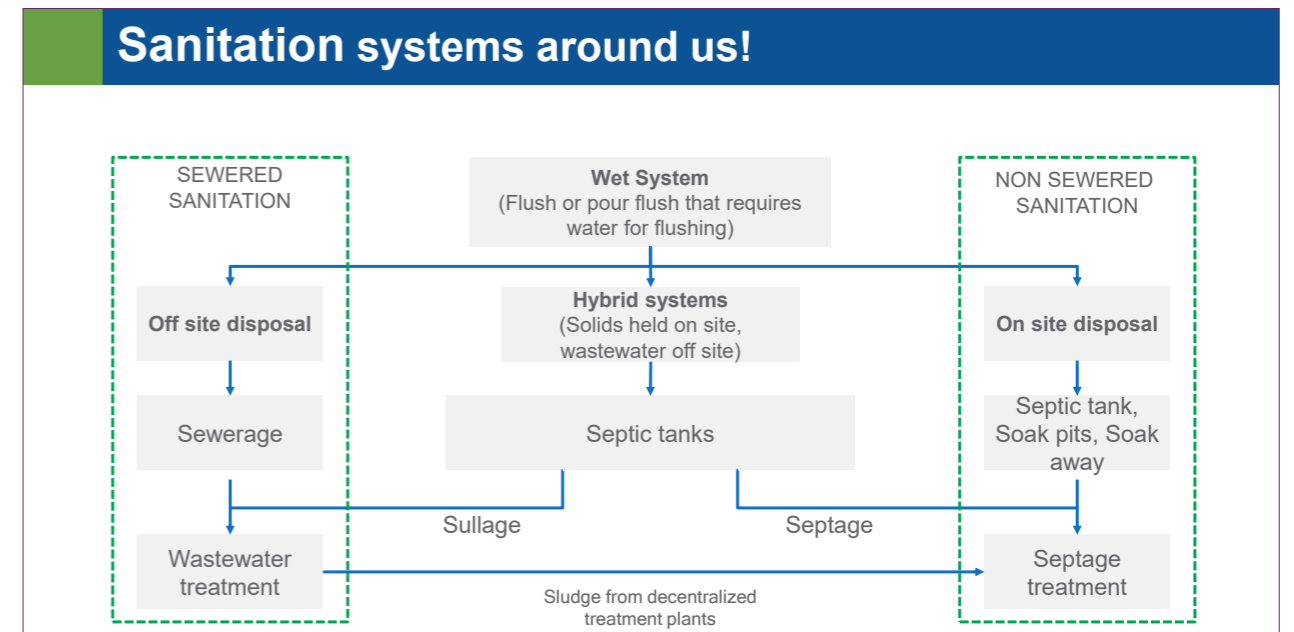 Sanitation systems around us!
SEWERED
SANITATION
Wet System
(Flush or pour flush that requires
water for flushing)
NON SEWERED
SANITATION
Off site disposal
Hybrid systems
(Solids held on site,
wastewater off site)
On site disposal
Sewerage
Septic tanks
Septic tank,
Soak pits, Soak
away
Sullage
Septage
Wastewater
treatment
Sludge from decentralized
treatment plants
Septage
treatment